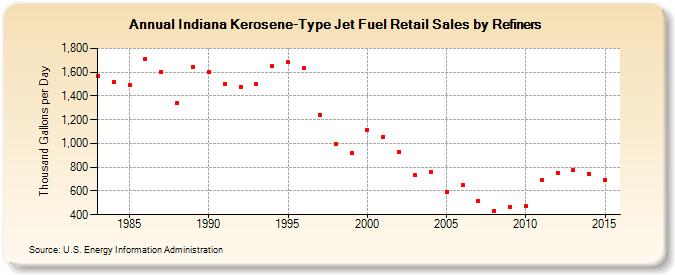 Annual Indiana Kerosene-Type Jet Fuel Retail Sales by Refiners
Thousand Gallons per Day
1,800
1,600
1,400
1,200
1,000
800
600
400
1985 1990 1995 2000 2005 2010 2015
Source: U.S. Energy Information Administration